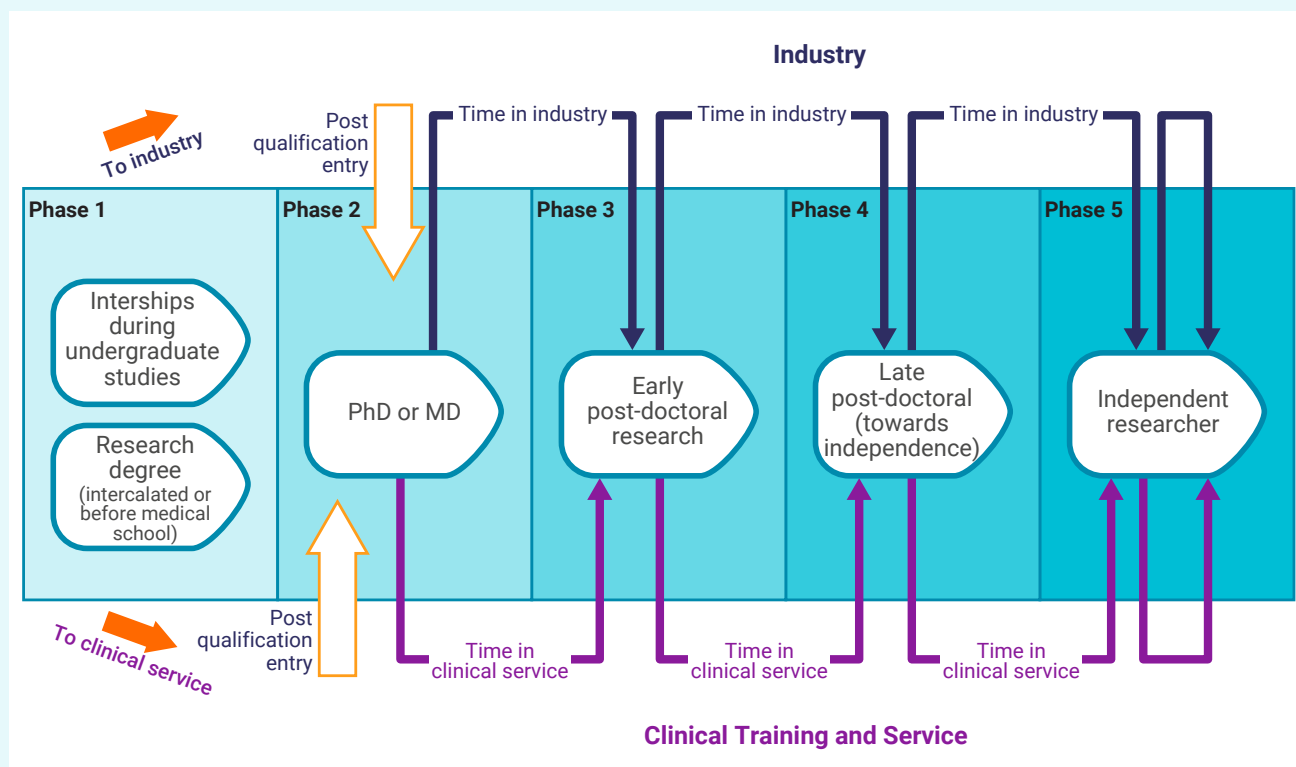 Industry
To industry
Post
qualification
entry
Time in industry
Time in industry
Time in industry
Phase 1
Phase 2
Phase 3
Phase 4
Phase 5
Interships
during
undergraduate
studies
Research
degree
(intercalated or
before medical
school)
PhD or MD
Early
post-doctoral
research
Late
post-doctoral
(towards
independence)
Independent
researcher
To clinical service
Post
qualification
entry
Time in
clinical service
Time in
clinical service
Time in
clinical service
Clinical Training and Service